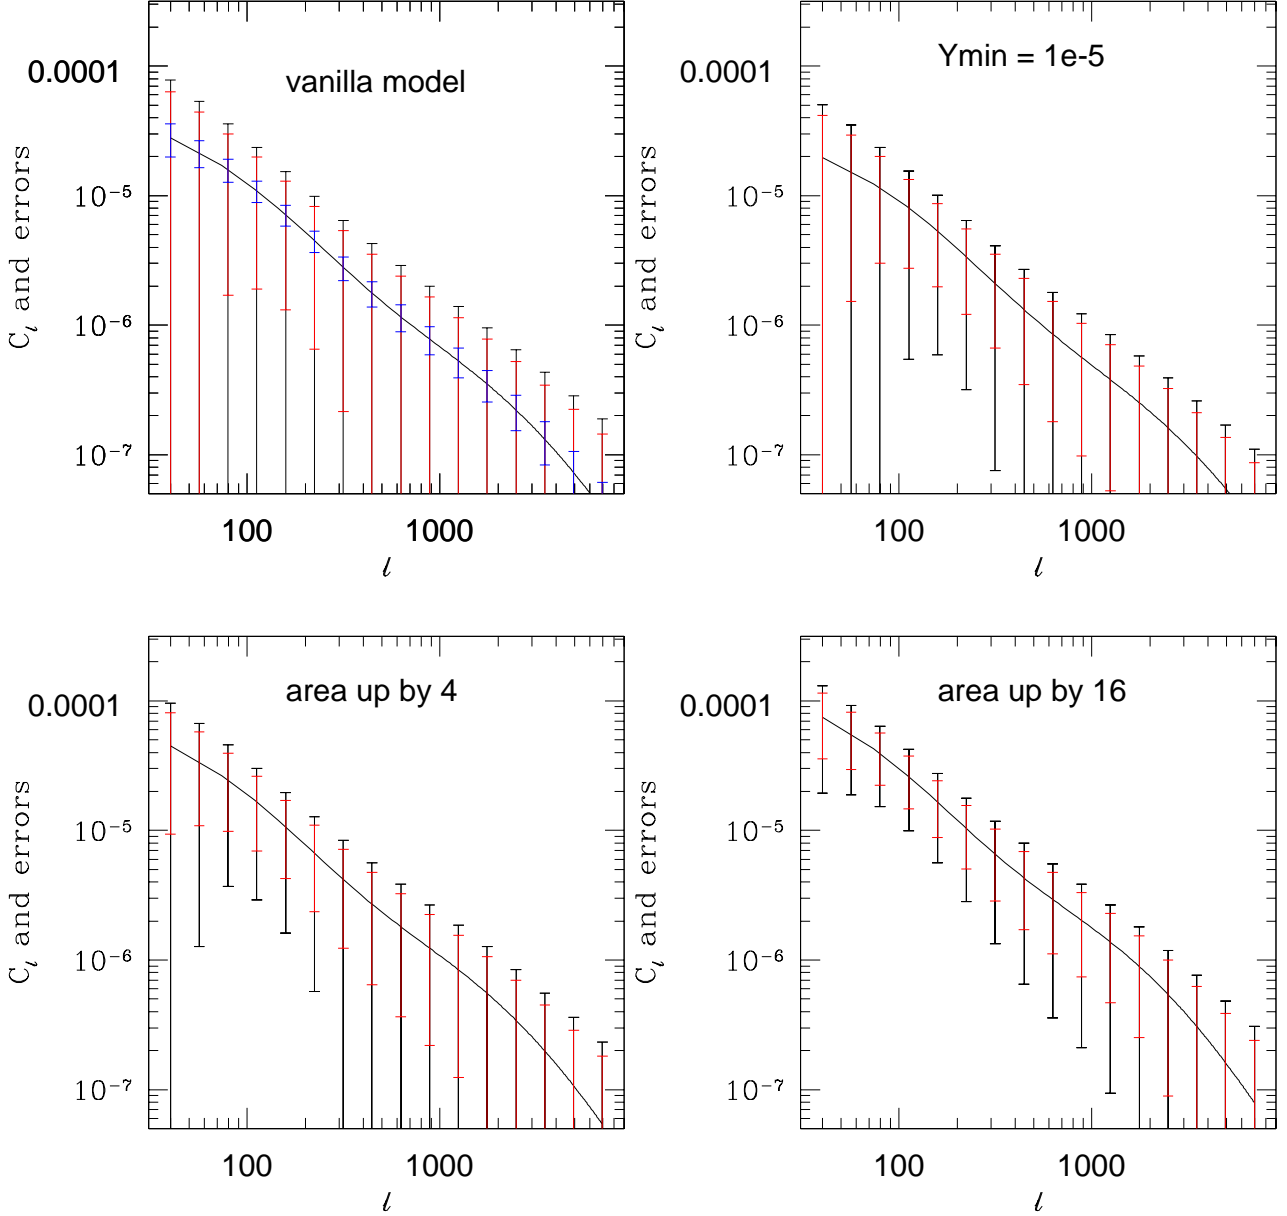 vanilla model
C_ℓ and errors
0.0001
10⁻⁵
10⁻⁶
10⁻⁷
100 1000
ℓ
Ymin = 1e-5
C_ℓ and errors
0.0001
10⁻⁵
10⁻⁶
10⁻⁷
100 1000
ℓ
area up by 4
C_ℓ and errors
0.0001
10⁻⁵
10⁻⁶
10⁻⁷
100 1000
ℓ
area up by 16
C_ℓ and errors
0.0001
10⁻⁵
10⁻⁶
10⁻⁷
100 1000
ℓ